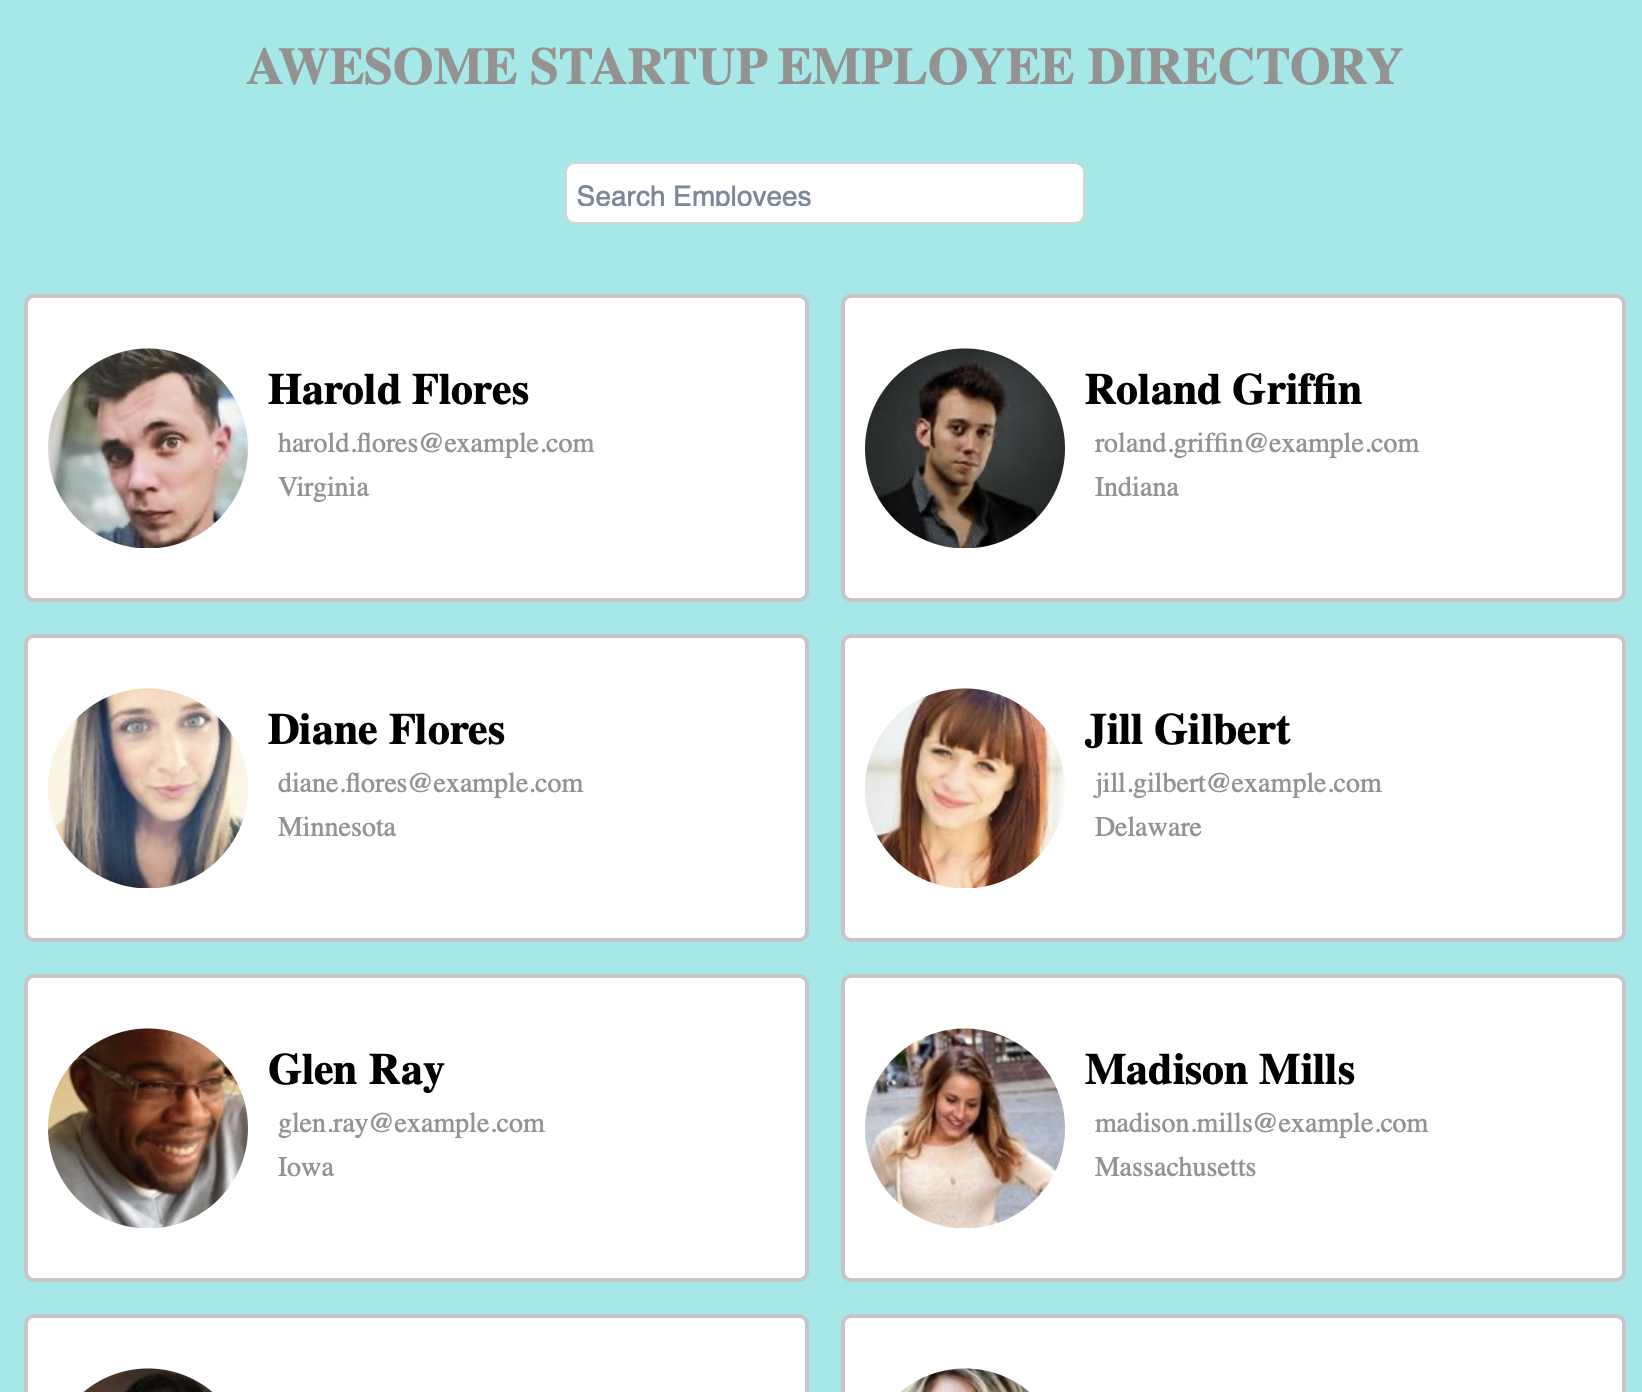 AWESOME STARTUP EMPLOYEE DIRECTORY
Search Employees
Harold Flores
harold.flores@example.com
Virginia
Roland Griffin
roland.griffin@example.com
Indiana
Diane Flores
diane.flores@example.com
Minnesota
Jill Gilbert
jill.gilbert@example.com
Delaware
Glen Ray
glen.ray@example.com
Iowa
Madison Mills
madison.mills@example.com
Massachusetts